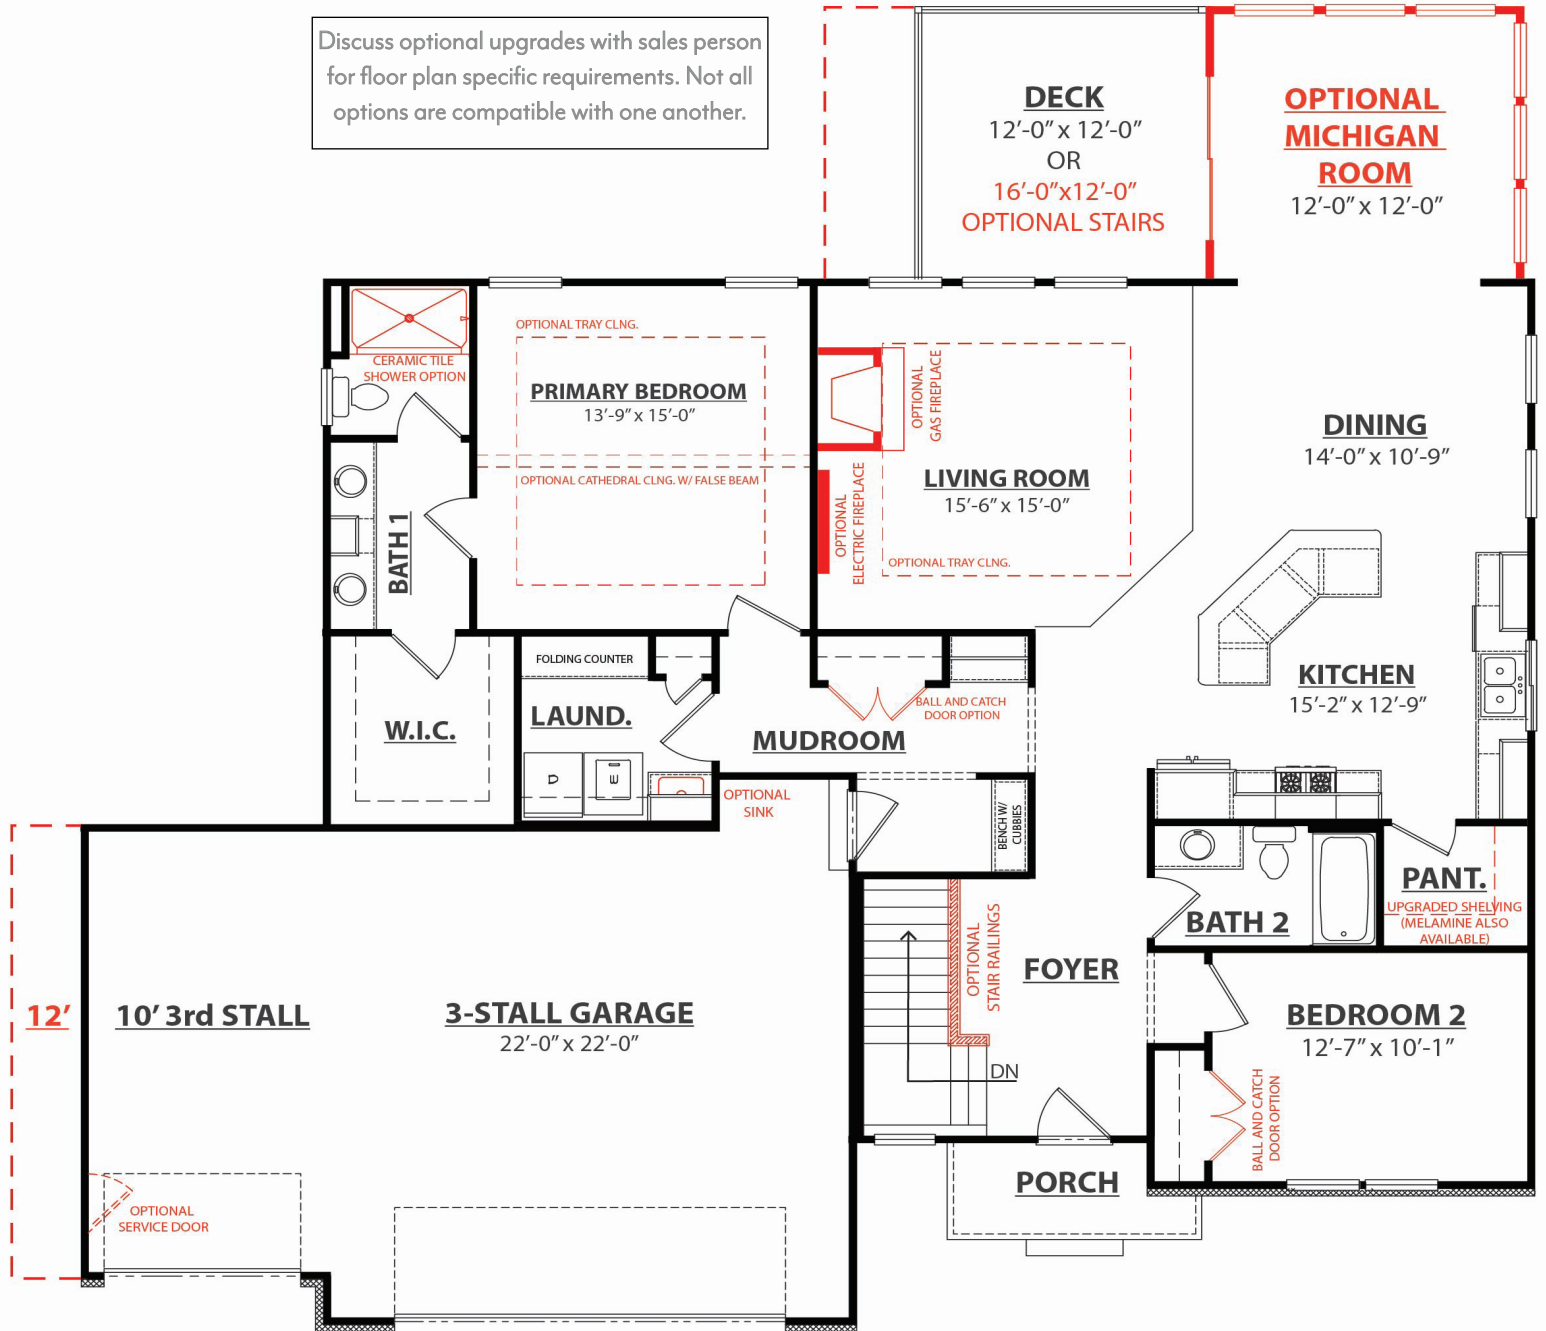 Discuss optional upgrades with sales person
for floor plan specific requirements. Not all
options are compatible with one another.
DECK
12'-0" x 12'-0"
OR
16'-0"x12'-0"
OPTIONAL STAIRS
OPTIONAL
MICHIGAN
ROOM
12'-0" x 12'-0"
CERAMIC TILE
SHOWER OPTION
OPTIONAL TRAY CLNG.
PRIMARY BEDROOM
13'-9" x 15'-0"
OPTIONAL CATHEDRAL CLNG. W/ FALSE BEAM
OPTIONAL
GAS FIREPLACE
OPTIONAL
ELECTRIC FIREPLACE
LIVING ROOM
15'-6" x 15'-0"
OPTIONAL TRAY CLNG.
DINING
14'-0" x 10'-9"
BATH 1
FOLDING COUNTER
LAUND.
W.I.C.
D
E
OPTIONAL
SINK
MUDROOM
BALL AND CATCH
DOOR OPTION
BENCH W/
CUBBIES
KITCHEN
15'-2" x 12'-9"
PANT.
UPGRADED SHELVING
(MELAMINE ALSO
AVAILABLE)
BATH 2
12'
10' 3rd STALL
3-STALL GARAGE
22'-0" x 22'-0"
OPTIONAL
STAIR RAILINGS
FOYER
DN
BEDROOM 2
12'-7" x 10'-1"
BALL AND CATCH
DOOR OPTION
PORCH
OPTIONAL
SERVICE DOOR